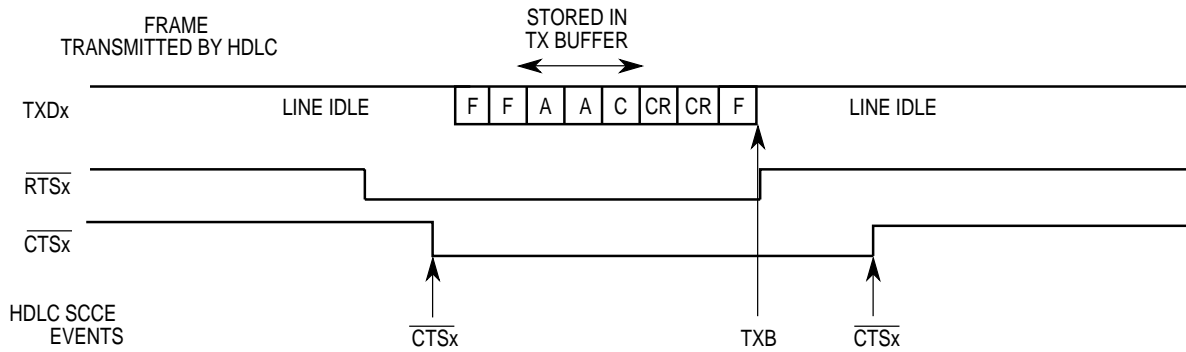 FRAME
TRANSMITTED BY HDLC
STORED IN
TX BUFFER
TXDx
LINE IDLE
F F A A C CR CR F
LINE IDLE
RTSx
CTSx
HDLC SCCE
EVENTS
CTSx
TXB
CTSx